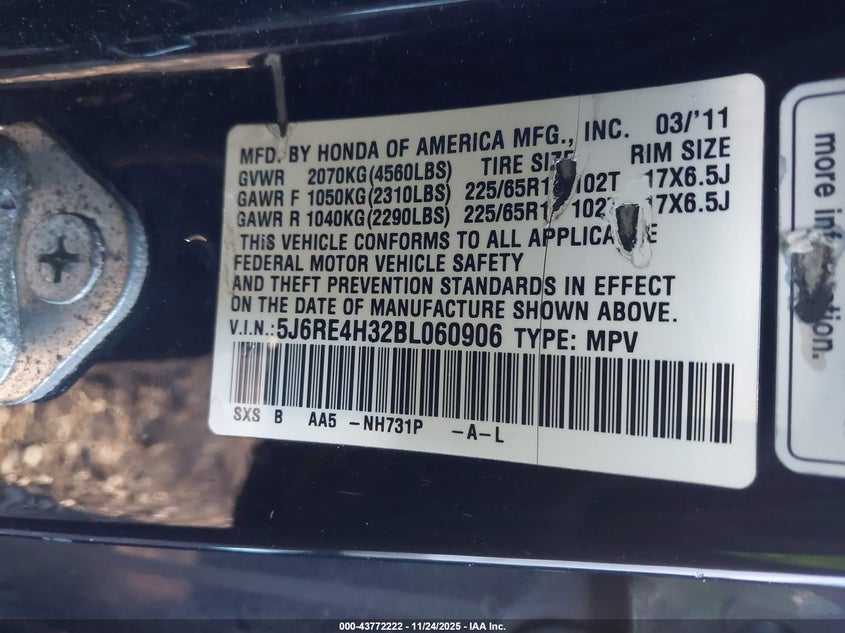 MFD. BY HONDA OF AMERICA MFG., INC. 03/'11
GVWR 2070KG(4560LBS) TIRE SIZE RIM SIZE
GAWR F 1050KG(2310LBS) 225/65R1 102T 17X6.5J
GAWR R 1040KG(2290LBS) 225/65R1 102T 17X6.5J
THIS VEHICLE CONFORMS TO ALL
FEDERAL MOTOR VEHICLE SAFETY
AND THEFT PREVENTION STANDARDS IN EFFECT
ON THE DATE OF MANUFACTURE SHOWN ABOVE.
V.I.N.:5J6RE4H32BL060906 TYPE: MPV
SXS B AA5 -NH731P -A-L
more
000-43772222 - 11/24/2025 - IAA Inc.